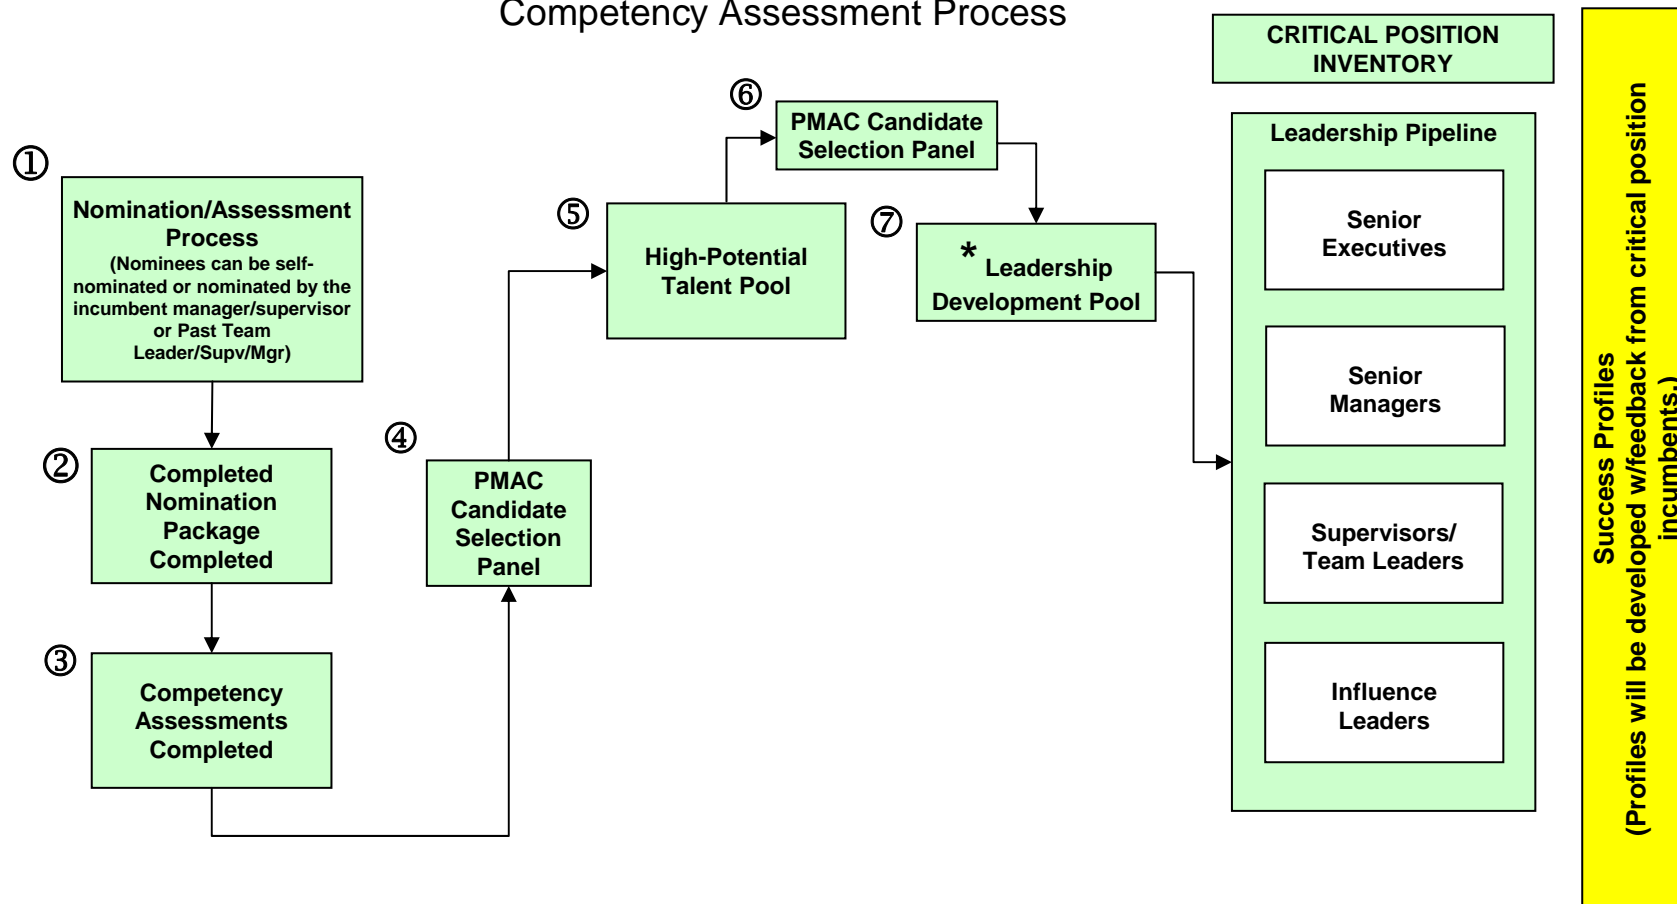 Competency Assessment Process
①
Nomination/Assessment
Process
(Nominees can be self-
nominated or nominated by the
incumbent manager/supervisor
or Past Team
Leader/Supv/Mgr)
②
Completed
Nomination
Package
Completed
③
Competency
Assessments
Completed
④
PMAC
Candidate
Selection
Panel
⑤
High-Potential
Talent Pool
⑥
PMAC Candidate
Selection Panel
⑦
* Leadership
Development Pool
CRITICAL POSITION
INVENTORY
Leadership Pipeline
Senior
Executives
Senior
Managers
Supervisors/
Team Leaders
Influence
Leaders
Success Profiles
(Profiles will be developed w/feedback from critical position
incumbents.)